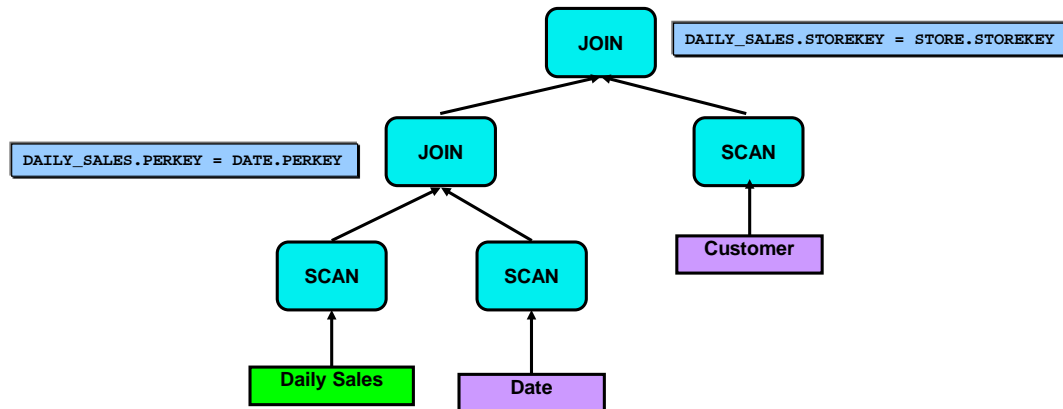 JOIN
DAILY_SALES.STOREKEY = STORE.STOREKEY
DAILY_SALES.PERKEY = DATE.PERKEY
JOIN
SCAN
Customer
SCAN
SCAN
Daily Sales
Date